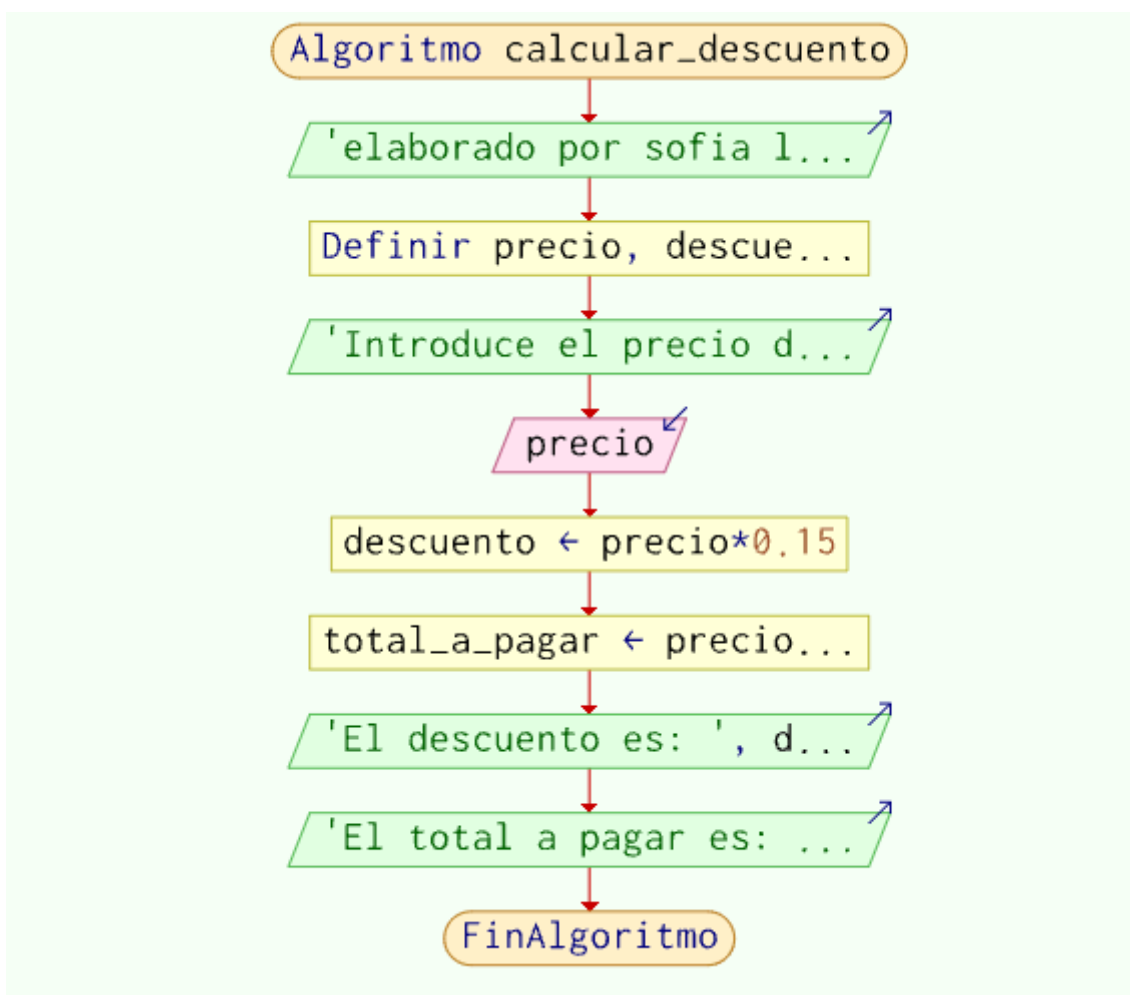 Algoritmo calcular_descuento
'elaborado por sofia l...
Definir precio, descue...
'Introduce el precio d...
precio
descuento ← precio*0.15
total_a_pagar ← precio...
'El descuento es: ', d...
'El total a pagar es: ...
FinAlgoritmo